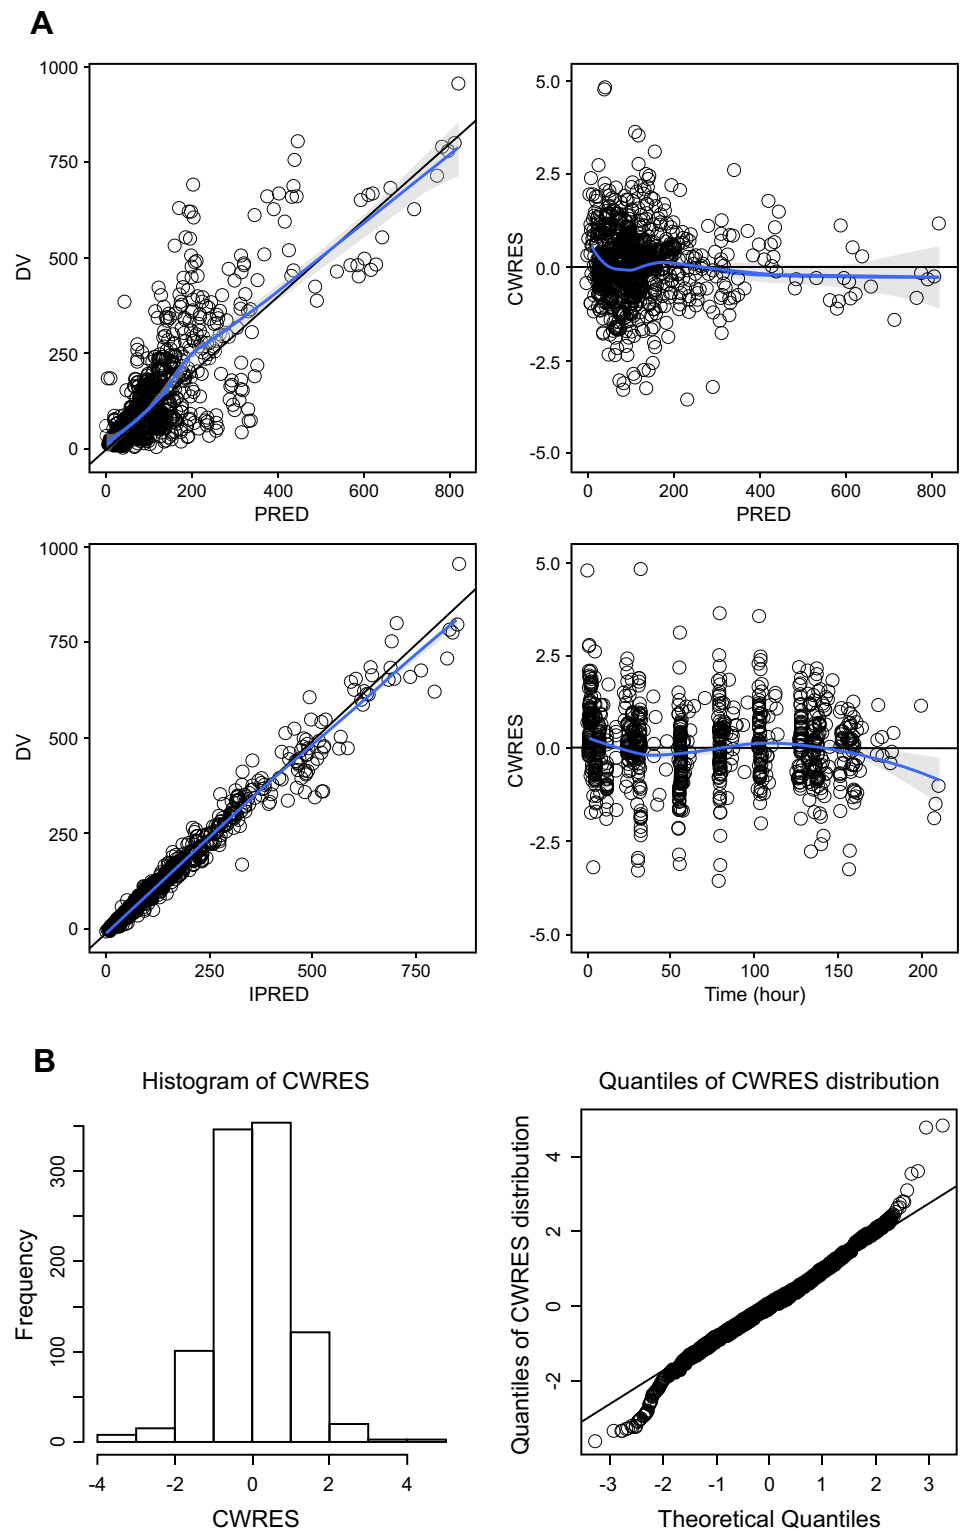 A
1000
750
500
250
0
DV
0 200 400 600 800
PRED
5.0
2.5
0.0
-2.5
-5.0
CWRES
0 200 400 600 800
PRED
1000
750
500
250
0
DV
0 250 500 750
IPRED
5.0
2.5
0.0
-2.5
-5.0
CWRES
0 50 100 150 200
Time (hour)
B
Histogram of CWRES
300
200
100
0
Frequency
-4 -2 0 2 4
CWRES
Quantiles of CWRES distribution
4
2
0
-2
Quantiles of CWRES distribution
-3 -2 -1 0 1 2 3
Theoretical Quantiles